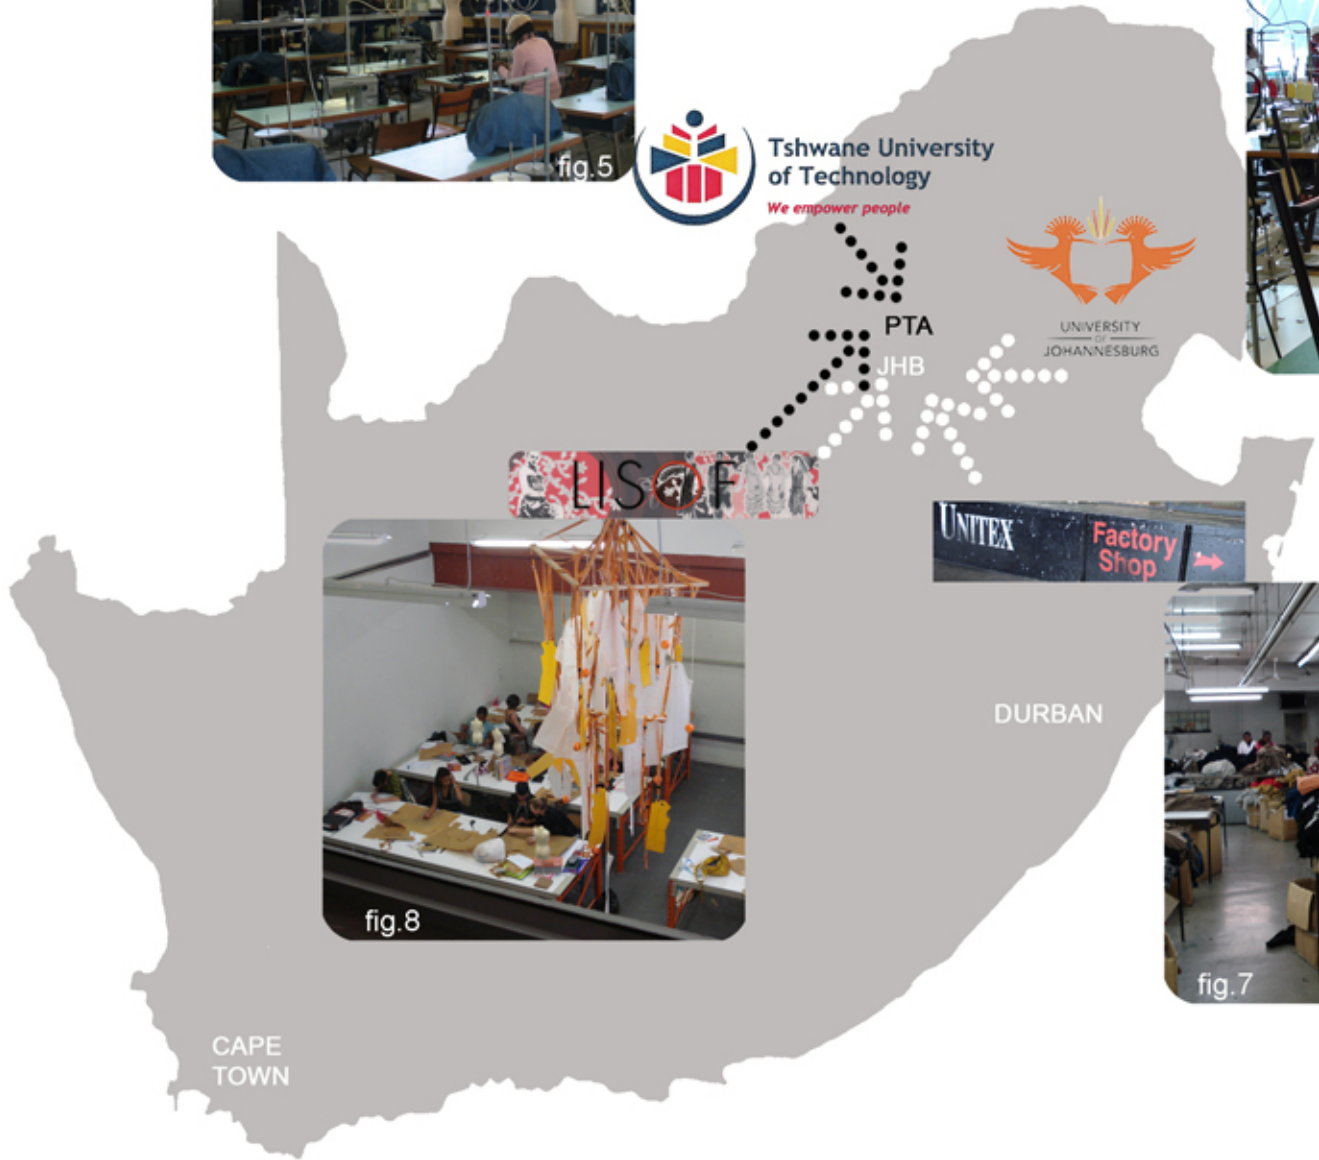 fig.5
Tshwane University
of Technology
We empower people
PTA
JHB
UNIVERSITY
OF
JOHANNESBURG
LISOF
UNITEX
Factory
Shop
DURBAN
fig.8
fig.7
CAPE
TOWN